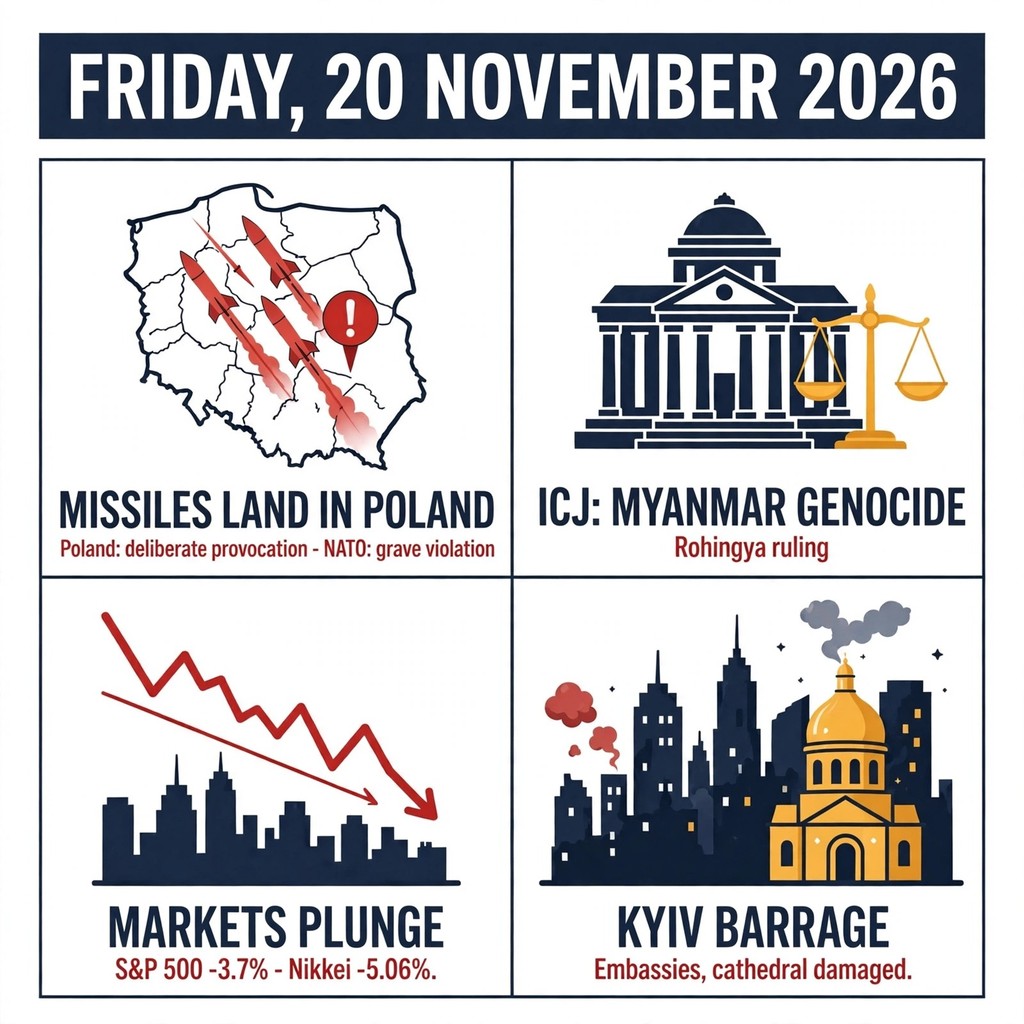 FRIDAY, 20 NOVEMBER 2026
!
MISSILES LAND IN POLAND
Poland: deliberate provocation - NATO: grave violation
ICJ: MYANMAR GENOCIDE
Rohingya ruling
MARKETS PLUNGE
S&P 500 -3.7% - Nikkei -5.06%.
KYIV BARRAGE
Embassies, cathedral damaged.